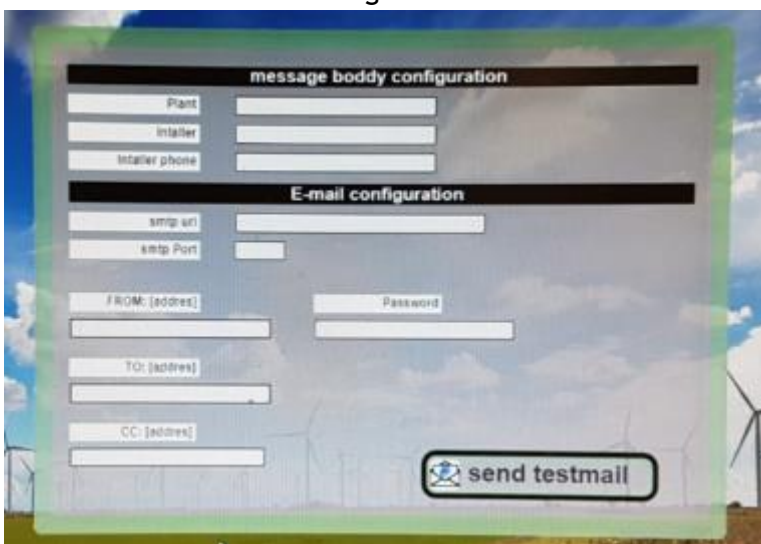 message boddy configuration
Plant
Intaller
Intaller phone
E-mail configuration
smtp url
smtp Port
FROM: [addres] Password
TO: [addres]
CC: [addres]
send testmail